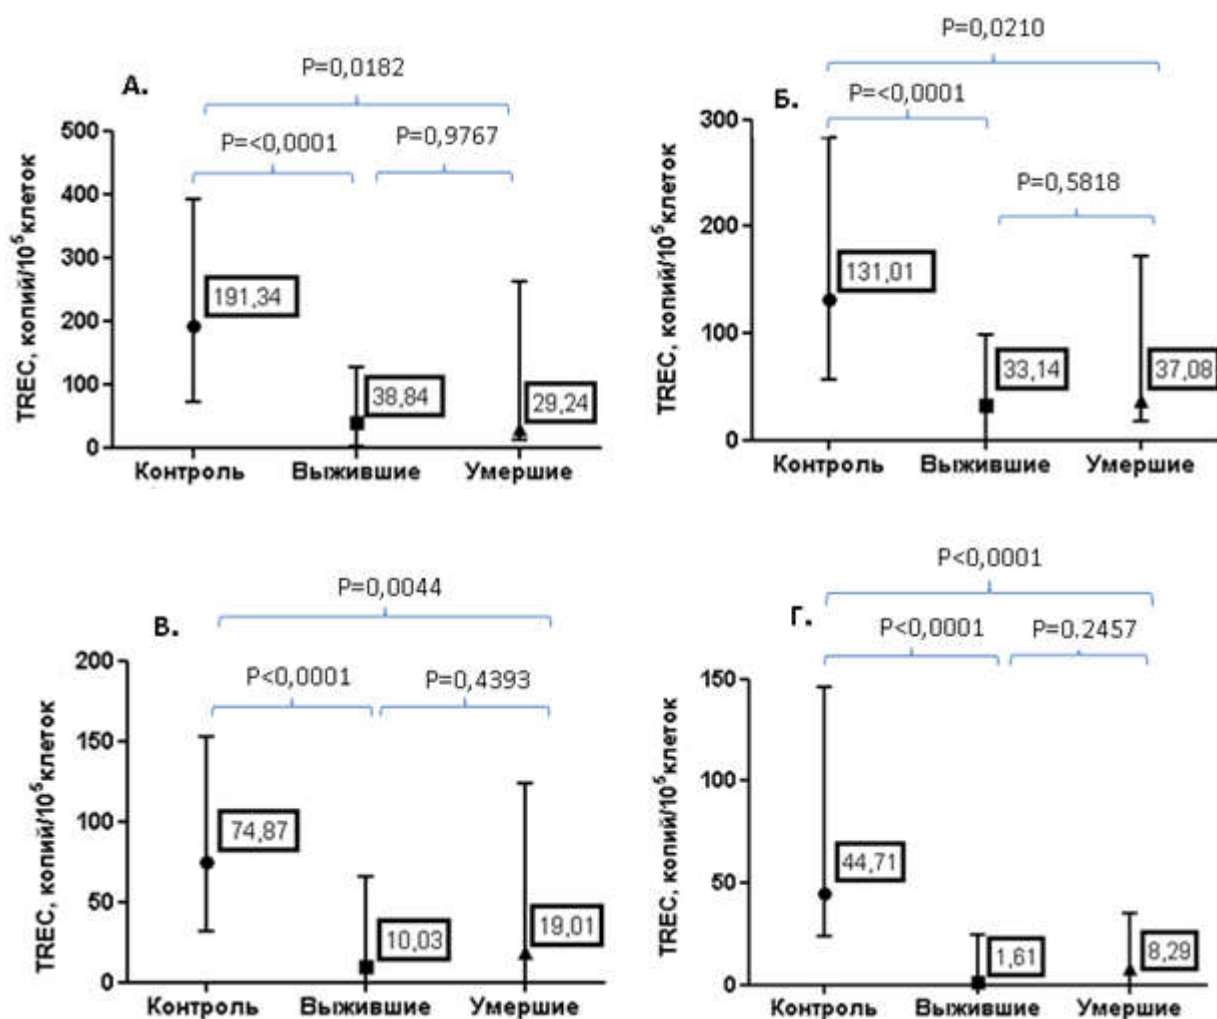 А.
P=0,0182
P=<0,0001
P=0,9767
TREC, копий/10⁵клеток
500
400
300
200
100
0
191,34
38,84
29,24
Контроль Выжившие Умершие
Б.
P=0,0210
P=<0,0001
P=0,5818
TREC, копий/10⁵клеток
300
200
100
0
131,01
33,14
37,08
Контроль Выжившие Умершие
В.
P=0,0044
P<0,0001
P=0,4393
TREC, копий/10⁵клеток
200
150
100
50
0
74,87
10,03
19,01
Контроль Выжившие Умершие
Г.
P<0,0001
P<0,0001
P=0.2457
TREC, копий/10⁵клеток
150
100
50
0
44,71
1,61
8,29
Контроль Выжившие Умершие